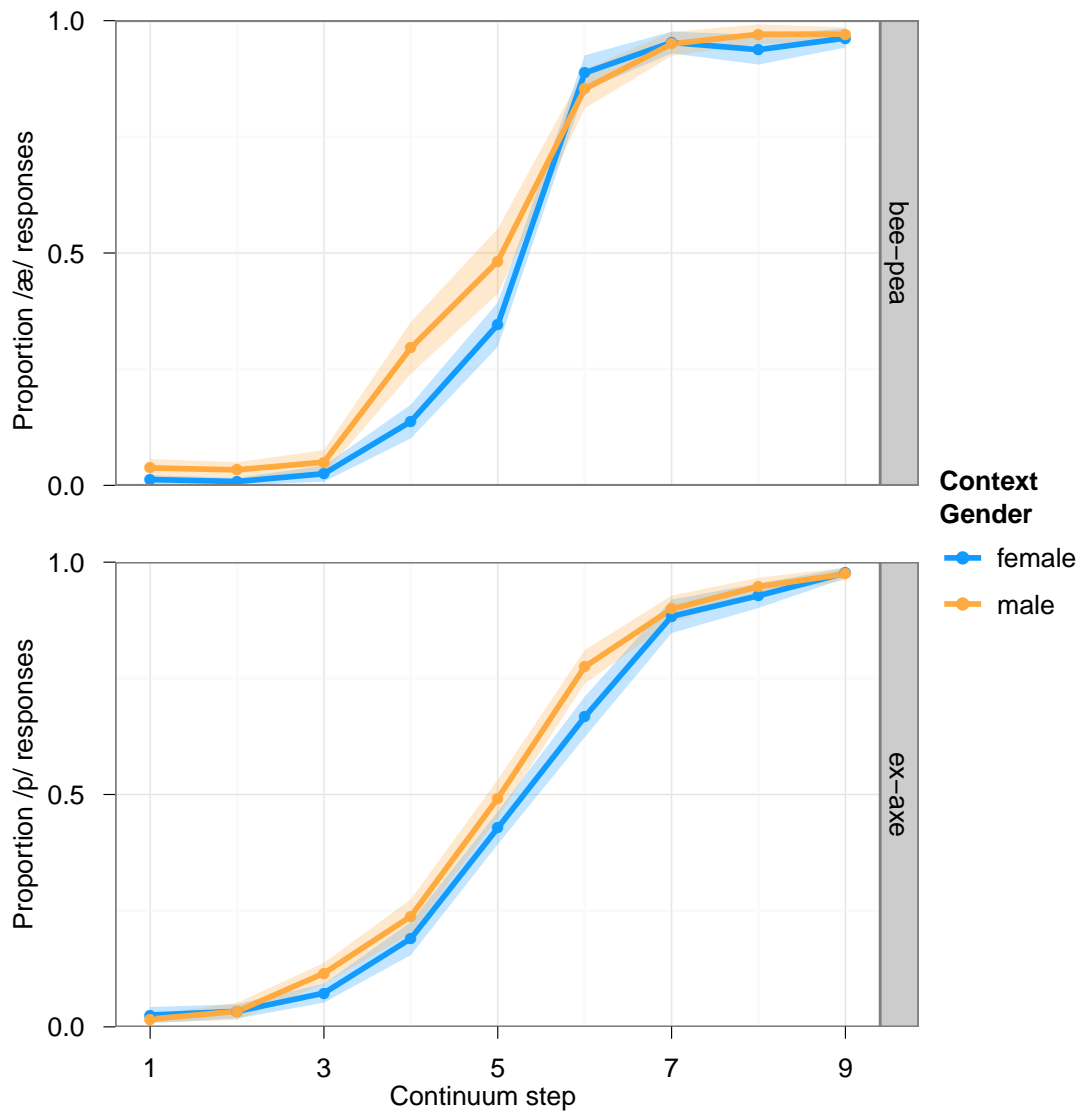 1.0
0.5
0.0
Proportion /æ/ responses
bee−pea
1.0
0.5
0.0
Proportion /p/ responses
ex−axe
1 3 5 7 9
Continuum step
Context
Gender
female
male